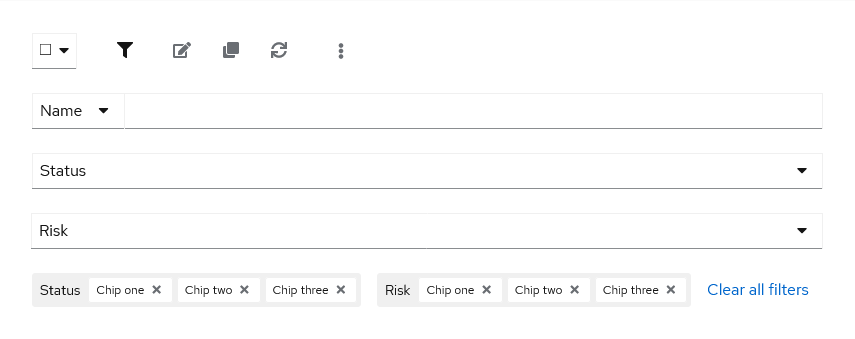 Name
Status
Risk
Status Chip one Chip two Chip three Risk Chip one Chip two Chip three Clear all filters